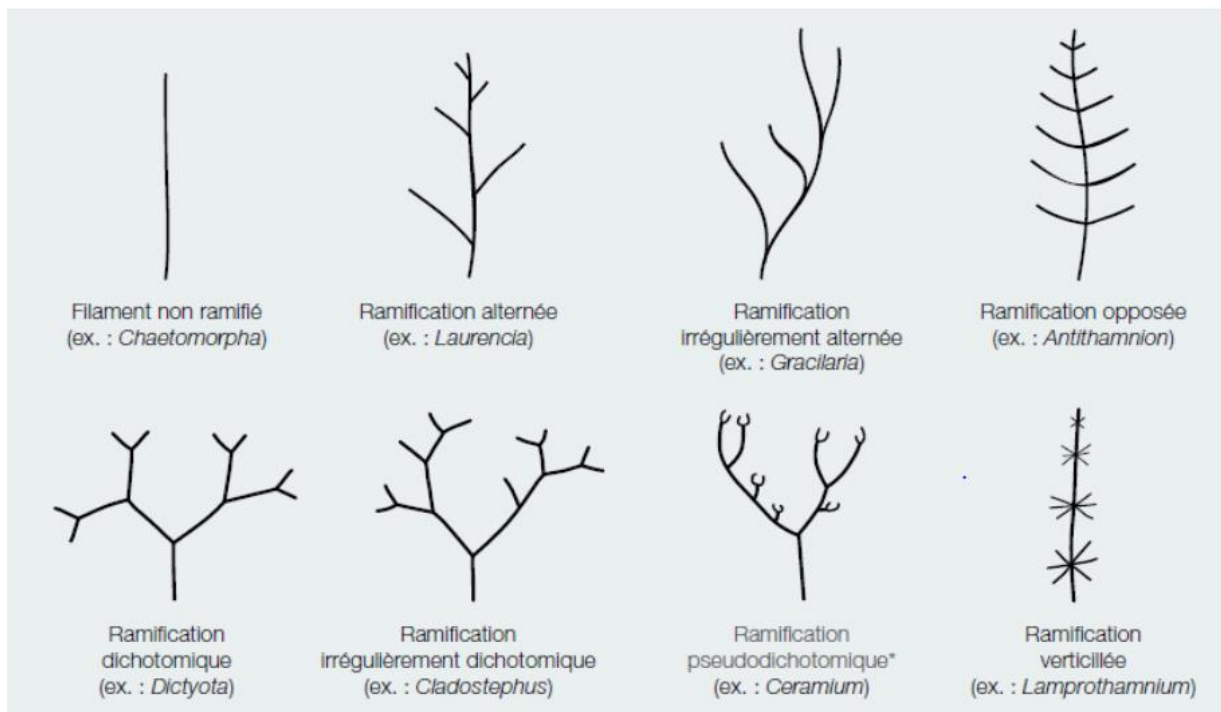 Filament non ramifié
(ex. : Chaetomorpha)
Ramification alternée
(ex. : Laurencia)
Ramification
irrégulièrement alternée
(ex. : Gracilaria)
Ramification opposée
(ex. : Antithamnion)
Ramification
dichotomique
(ex. : Dictyota)
Ramification
irrégulièrement dichotomique
(ex. : Cladostephus)
Ramification
pseudodichotomique*
(ex. : Ceramium)
Ramification
verticillée
(ex. : Lamprothamnium)